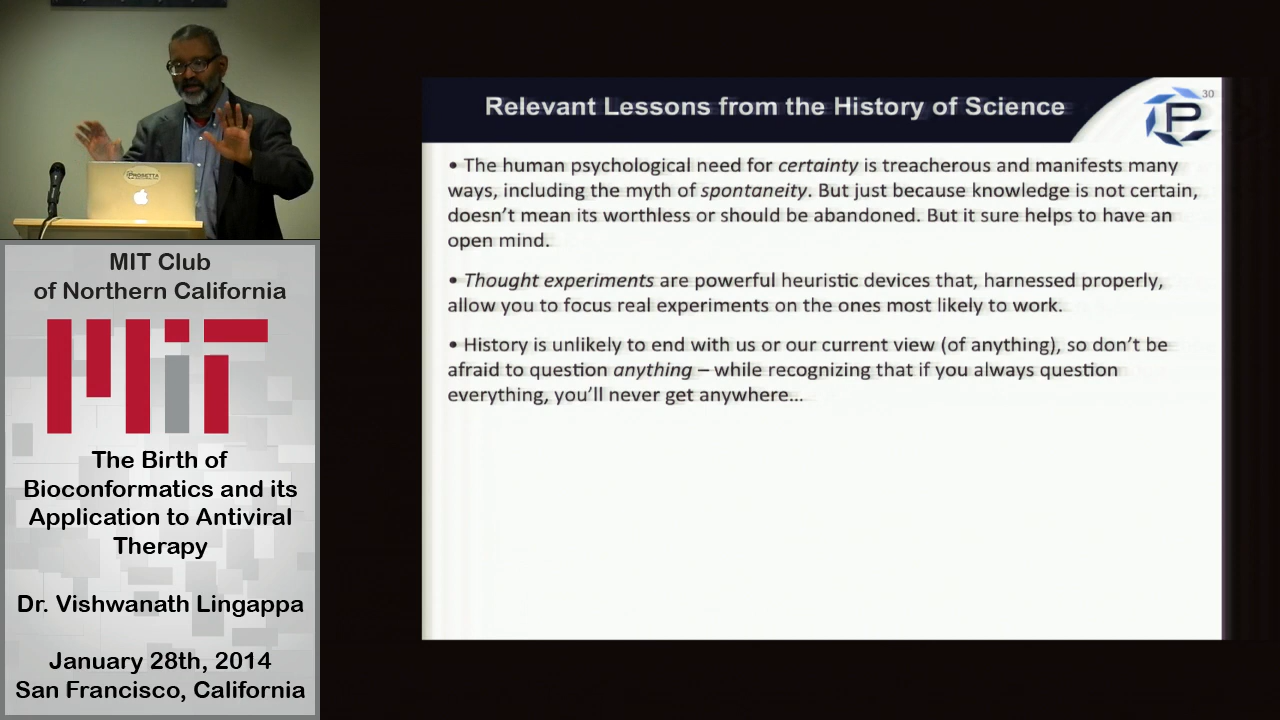 PROSETTA
MIT Club
of Northern California
MIT
The Birth of
Bioconformatics and its
Application to Antiviral
Therapy
Dr. Vishwanath Lingappa
January 28th, 2014
San Francisco, California
Relevant Lessons from the History of Science
P
30
• The human psychological need for certainty is treacherous and manifests many
ways, including the myth of spontaneity. But just because knowledge is not certain,
doesn't mean its worthless or should be abandoned. But it sure helps to have an
open mind.
• Thought experiments are powerful heuristic devices that, harnessed properly,
allow you to focus real experiments on the ones most likely to work.
• History is unlikely to end with us or our current view (of anything), so don't be
afraid to question anything – while recognizing that if you always question
everything, you'll never get anywhere...